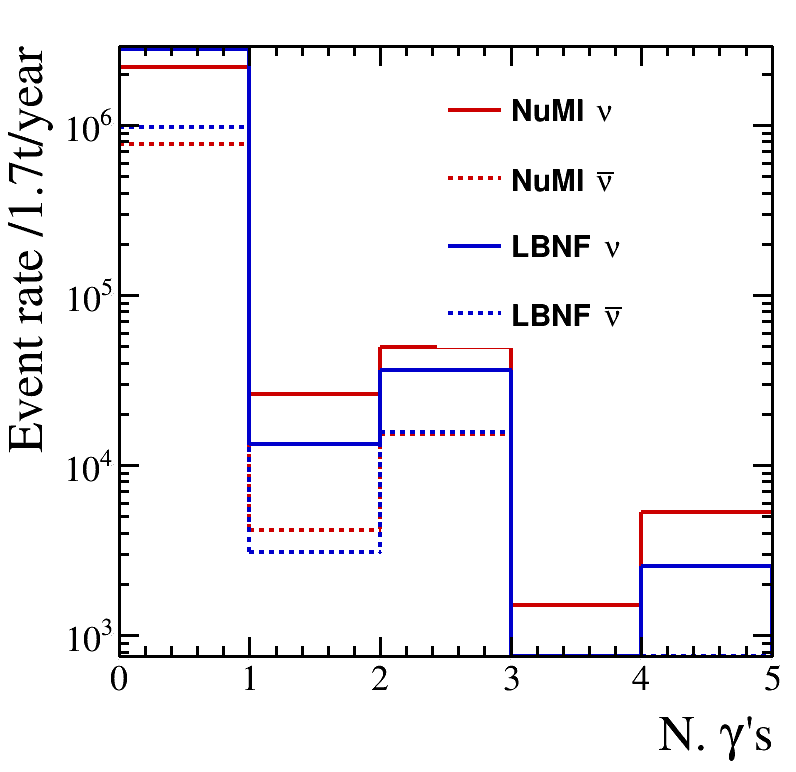 Event rate /1.7t/year
10⁶
10⁵
10⁴
10³
NuMI ν
NuMI ν̅
LBNF ν
LBNF ν̅
0 1 2 3 4 5
N. γ's